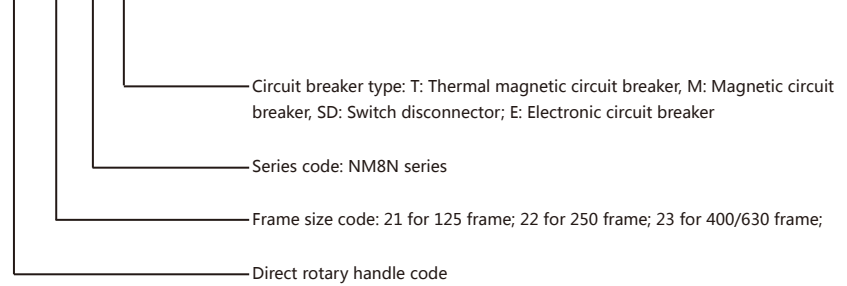 Circuit breaker type: T: Thermal magnetic circuit breaker, M: Magnetic circuit
breaker, SD: Switch disconnector; E: Electronic circuit breaker
Series code: NM8N series
Frame size code: 21 for 125 frame; 22 for 250 frame; 23 for 400/630 frame;
Direct rotary handle code